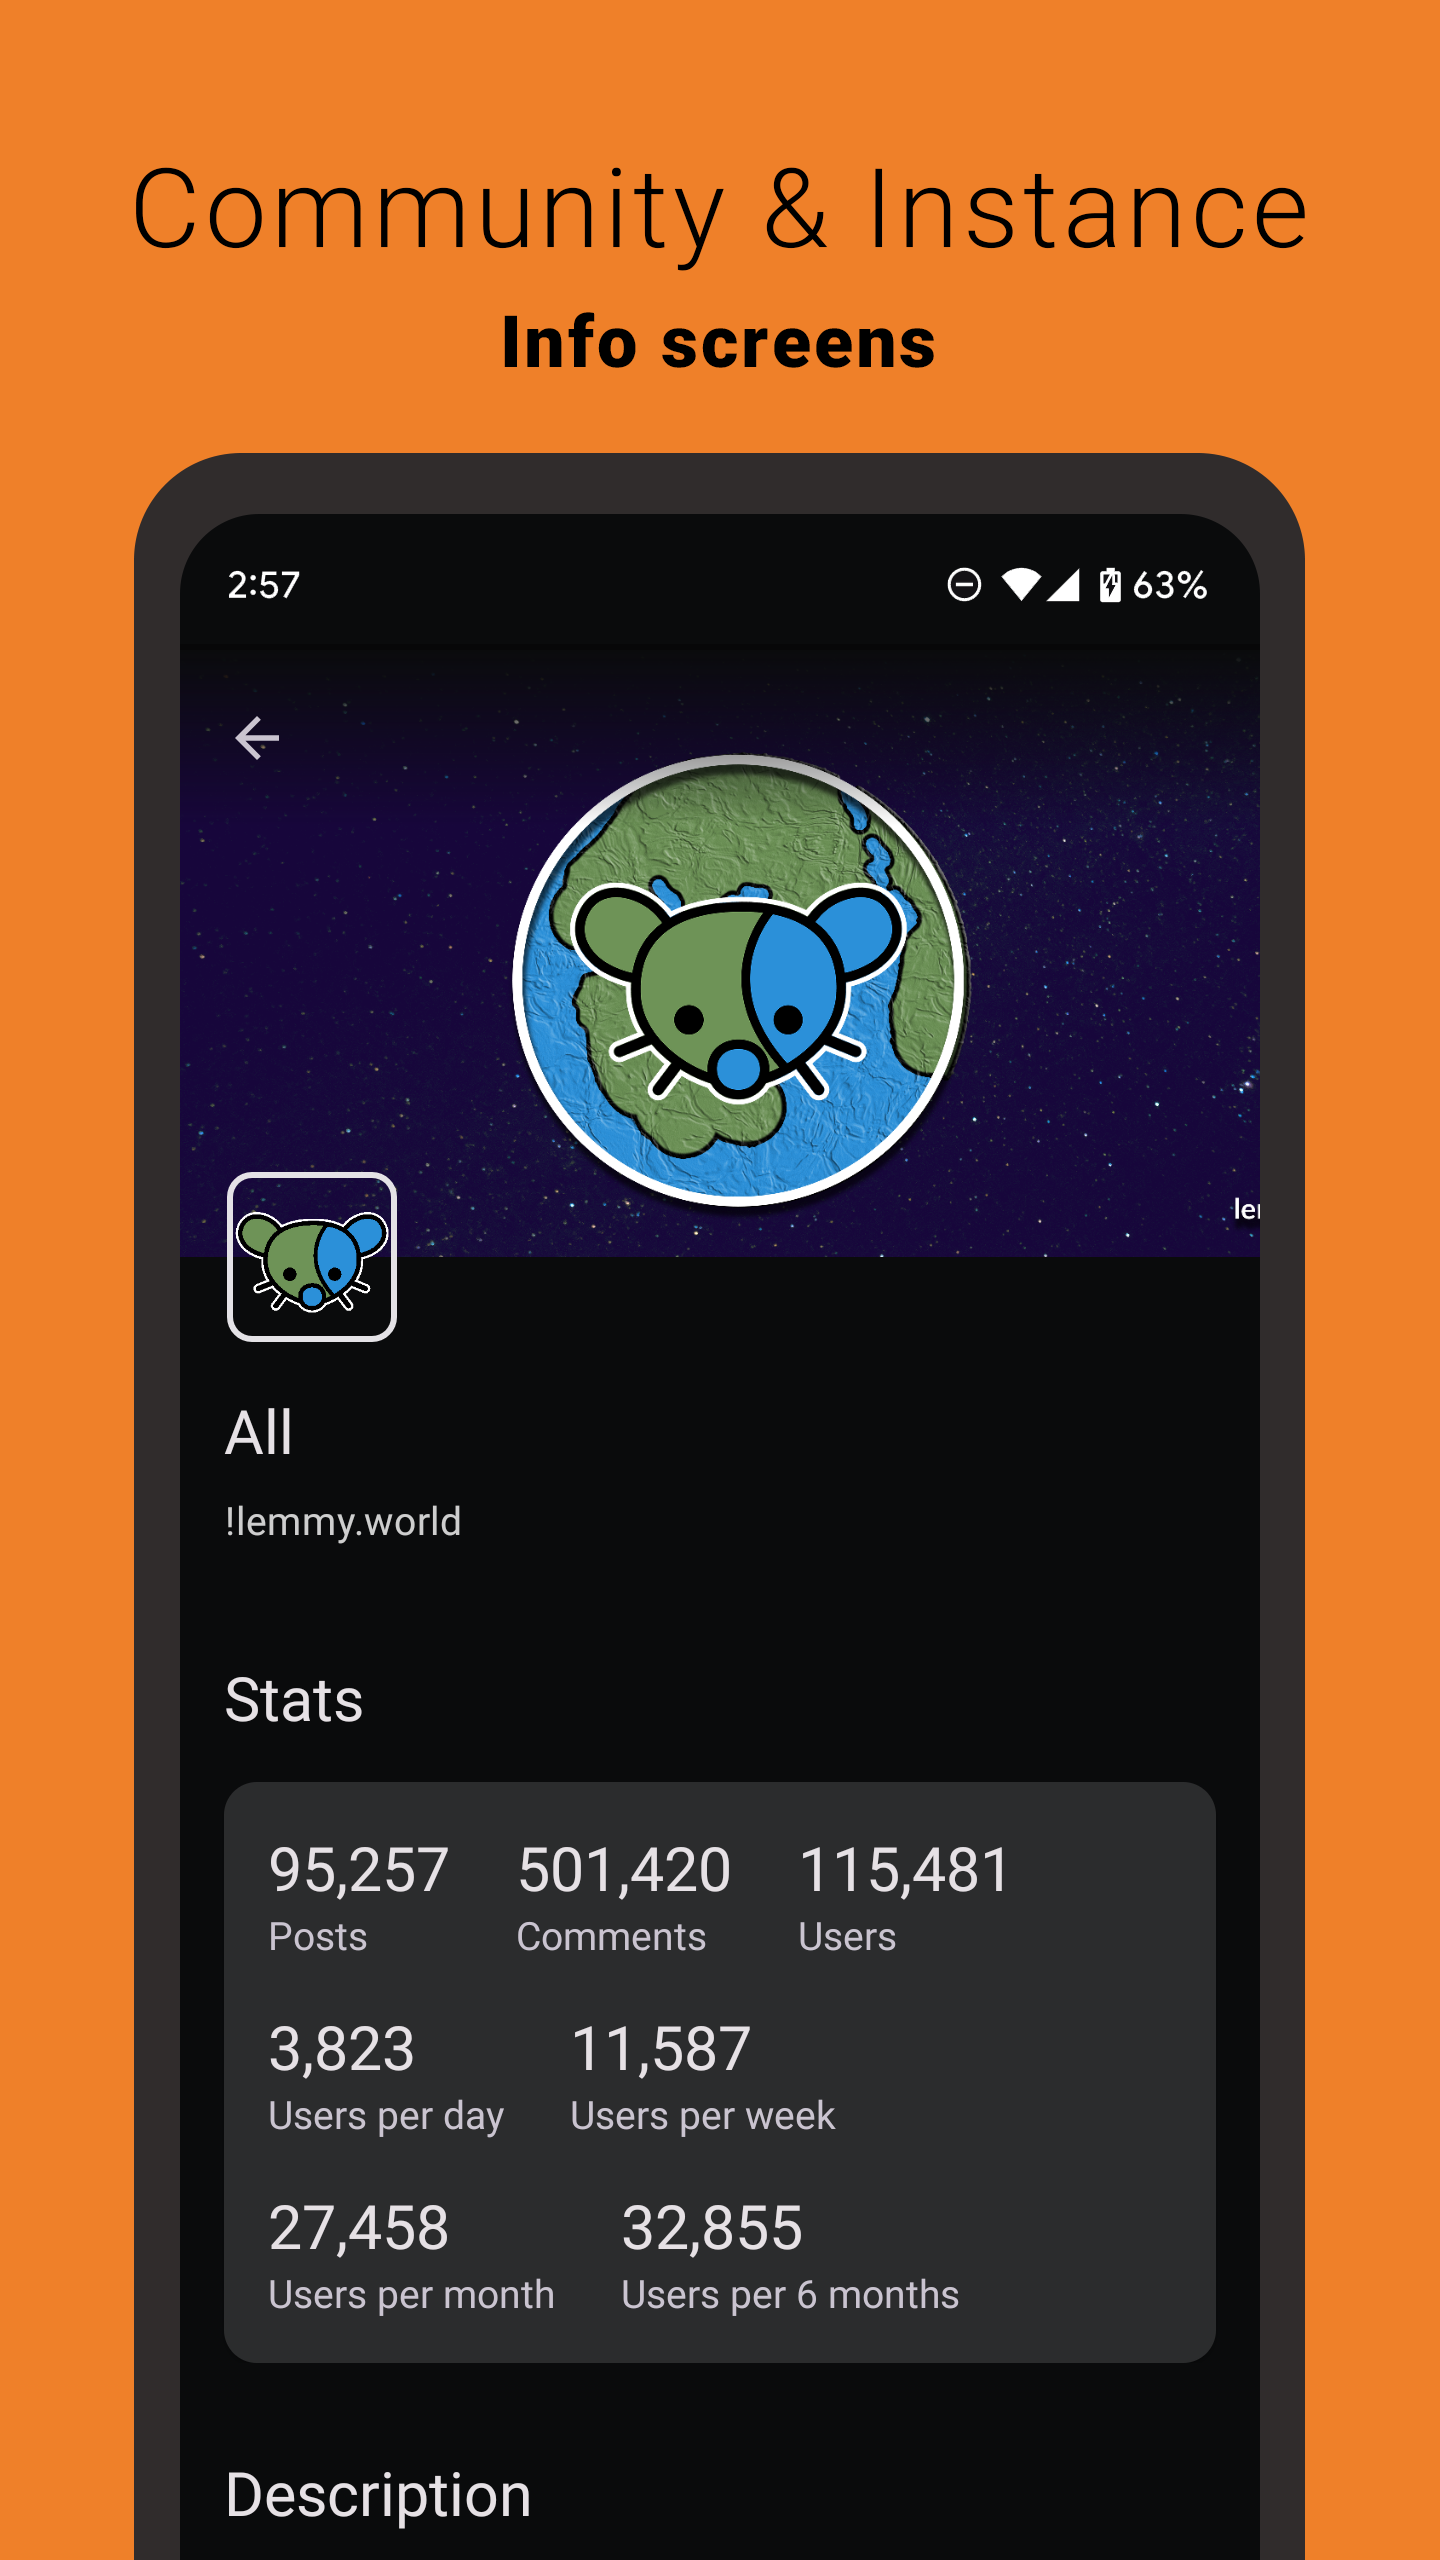 Community & Instance
Info screens
2:57 63%
All
!lemmy.world
Stats
95,257 501,420 115,481
Posts Comments Users
3,823 11,587
Users per day Users per week
27,458 32,855
Users per month Users per 6 months
Description